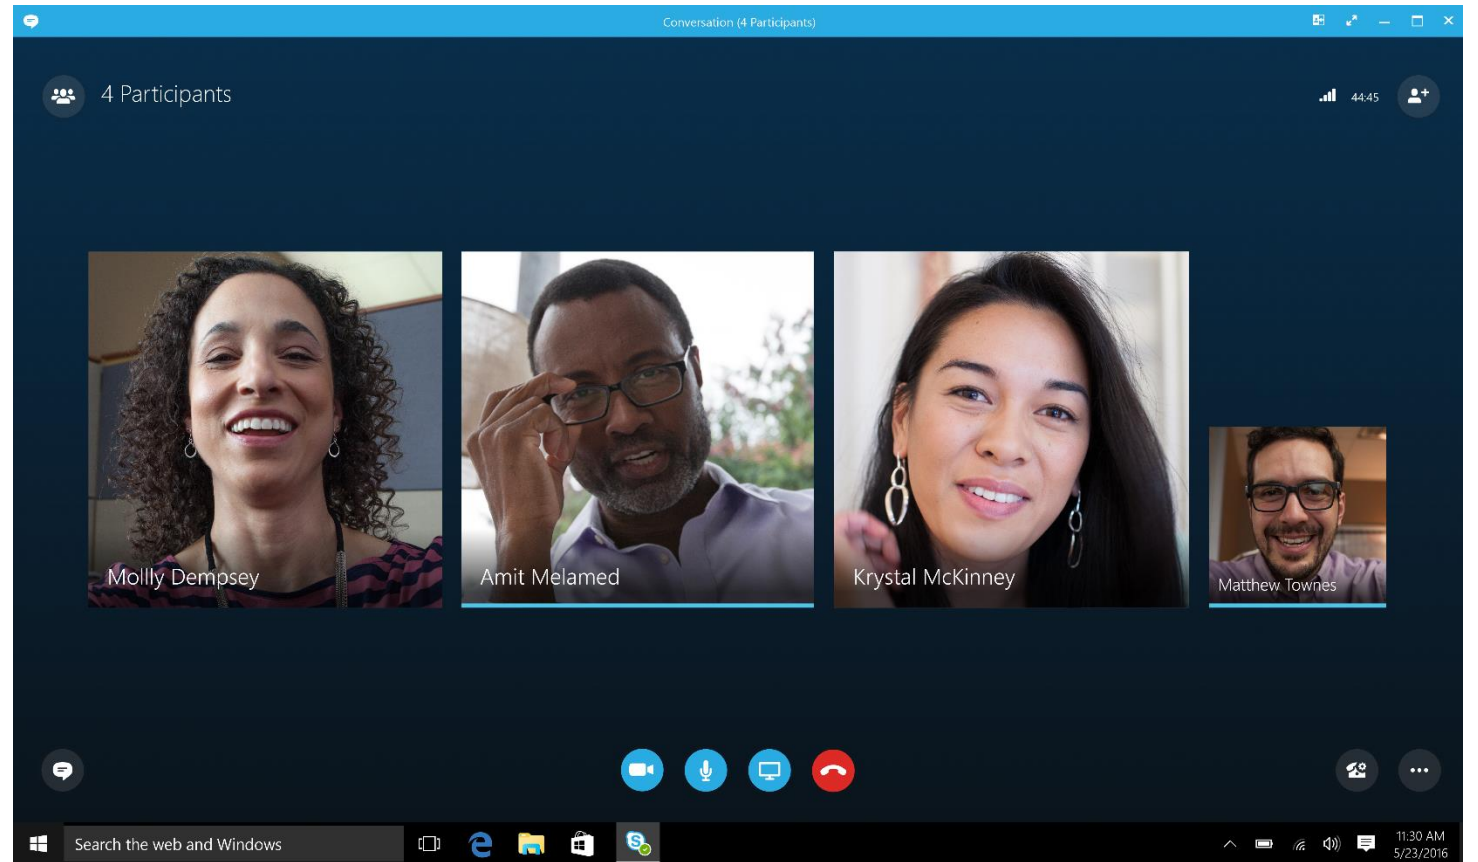 Conversation (4 Participants)
4 Participants
44:45
Mollly Dempsey
Amit Melamed
Krystal McKinney
Matthew Townes
Search the web and Windows
11:30 AM
5/23/2016